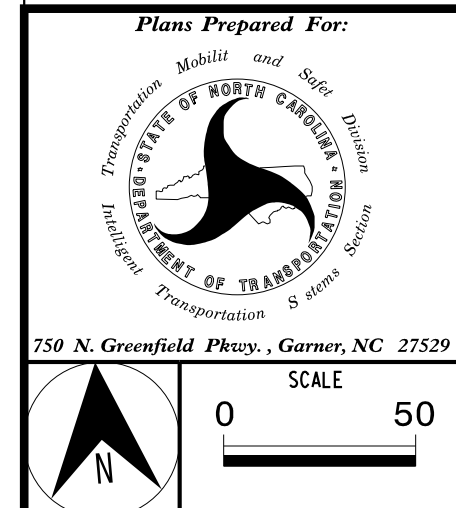 Plans Prepared For:
Transportation Mobilit and Safet Division
STATE OF NORTH CAROLINA
DEPARTMENT OF TRANSPORTATION
Intelligent Transportation S stems Section
750 N. Greenfield Pkwy. , Garner, NC 27529
N
SCALE
0 50